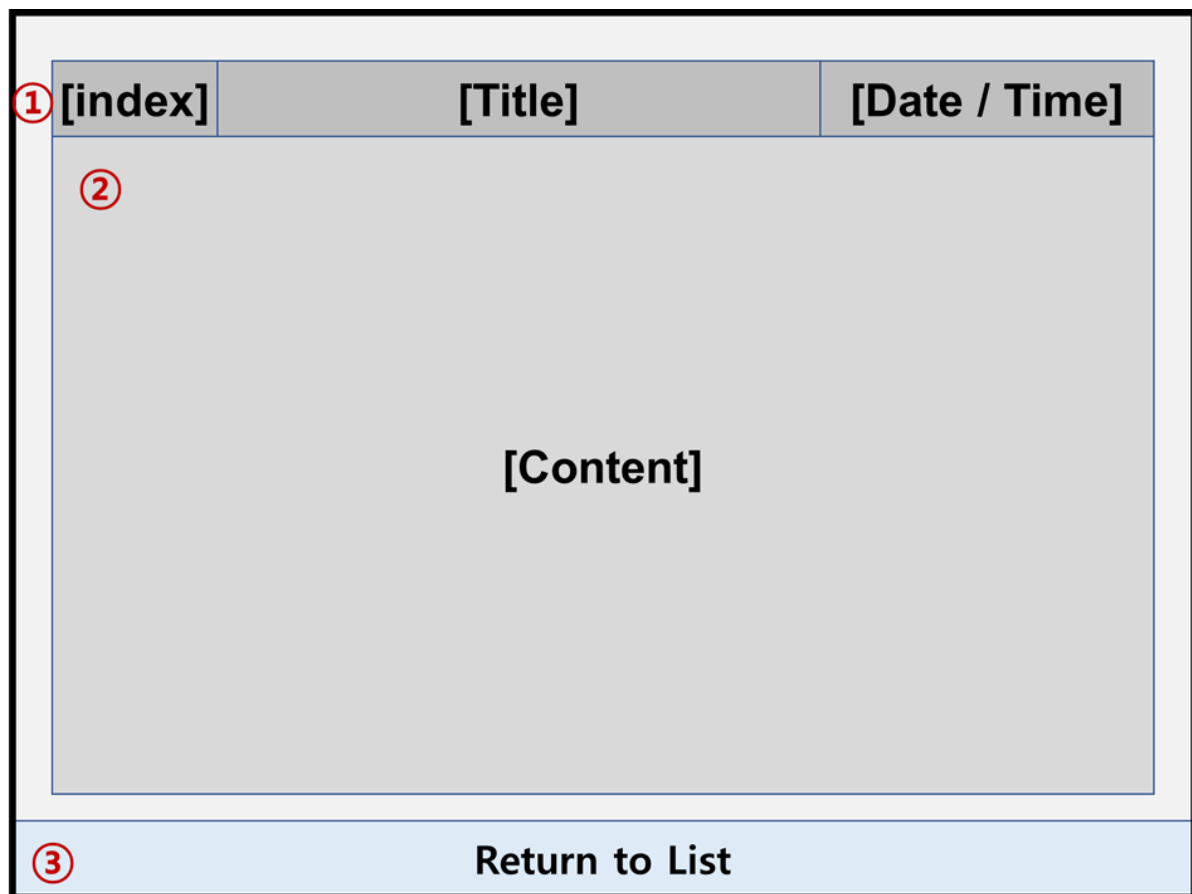 ① [index] [Title] [Date / Time]
②
[Content]
③ Return to List